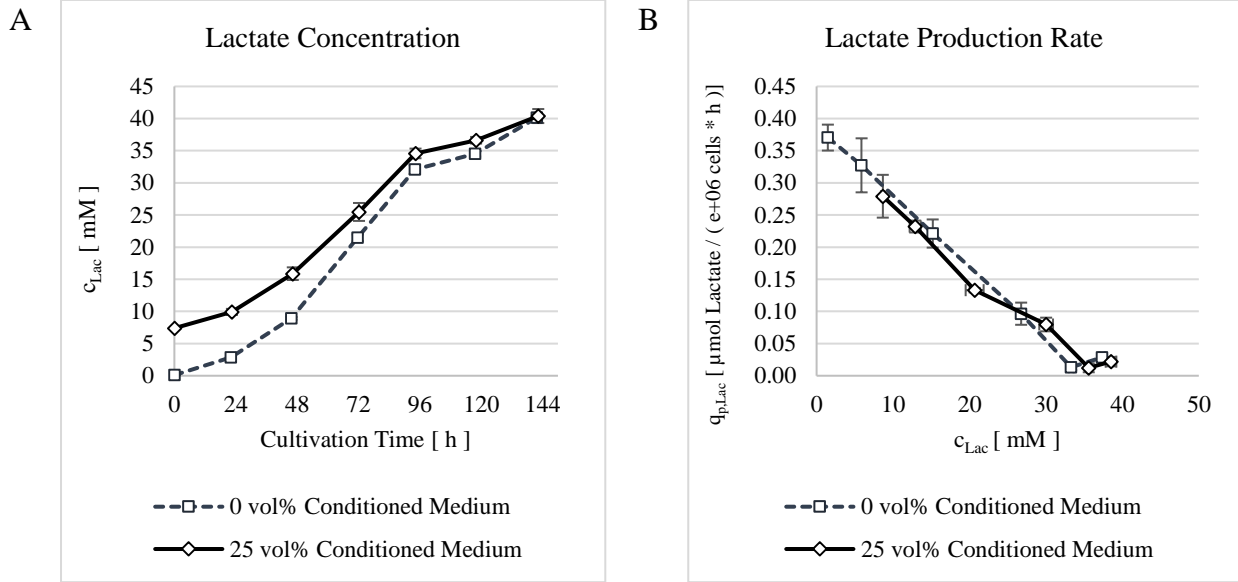 A
Lactate Concentration
45
40
35
30
25
20
15
10
5
0
c_Lac [ mM ]
0 24 48 72 96 120 144
Cultivation Time [ h ]
0 vol% Conditioned Medium
25 vol% Conditioned Medium
B
Lactate Production Rate
0.45
0.40
0.35
0.30
0.25
0.20
0.15
0.10
0.05
0.00
q_p,Lac [ µmol Lactate / ( e+06 cells * h )]
0 10 20 30 40 50
c_Lac [ mM ]
0 vol% Conditioned Medium
25 vol% Conditioned Medium